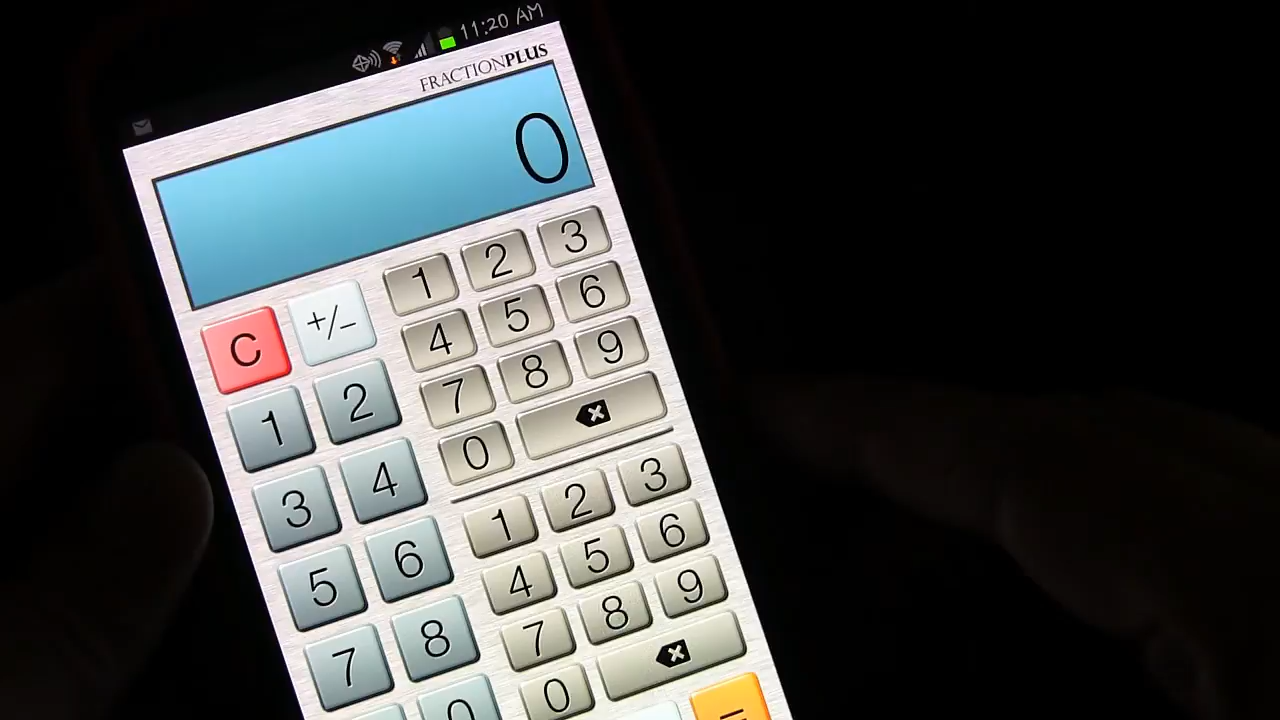 11:20 AM
FRACTIONPLUS
0
1 2 3
C +/- 4 5 6
1 2 7 8 9
0
3 4 1 2 3
5 6 4 5 6
7 8 7 8 9
0 0 =